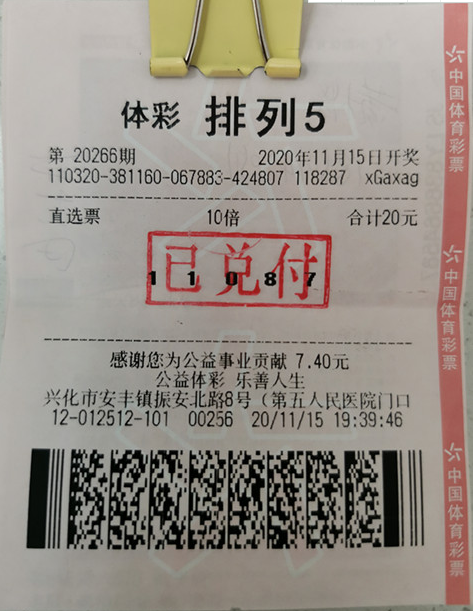 体彩 排列5
第 20266期 2020年11月15日开奖
110320-381160-067883-424807 118287 xGaxag
直选票 10倍 合计20元
已兑付
1 1 0 8 7
感谢您为公益事业贡献 7.40元
公益体彩 乐善人生
兴化市安丰镇振安北路8号（第五人民医院门口
12-012512-101 00256 20/11/15 19:39:46
中国体育彩票
中国体育彩票
中国体育彩票